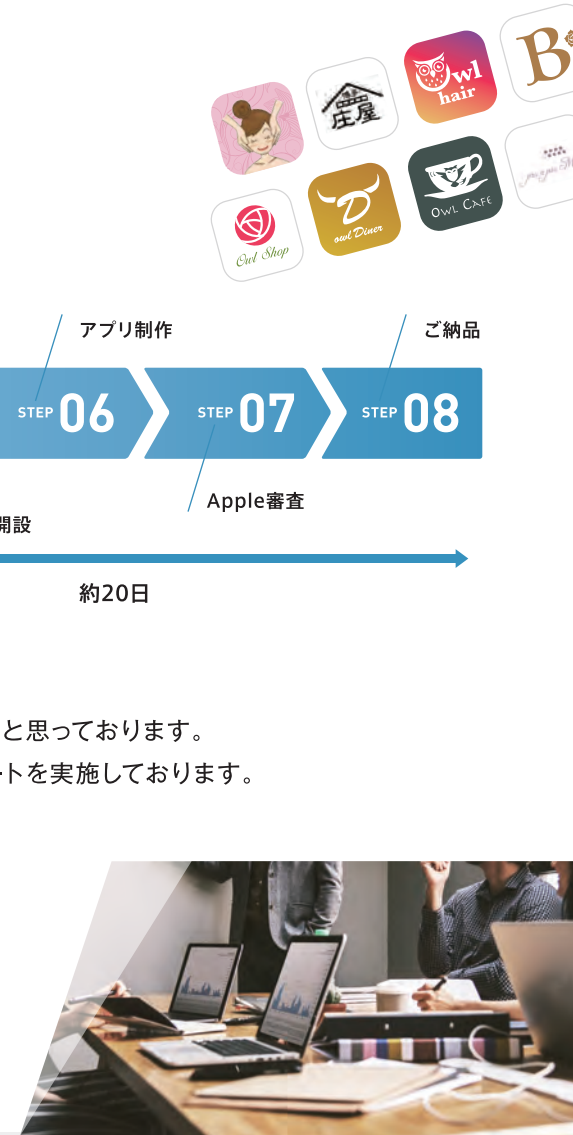 Owl
hair
B
庄屋
D
owl Diner
OWL CAFE
Owl Shop
アプリ制作
ご納品
STEP 06
STEP 07
STEP 08
Apple審査
開設
約20日
と思っております。
ートを実施しております。